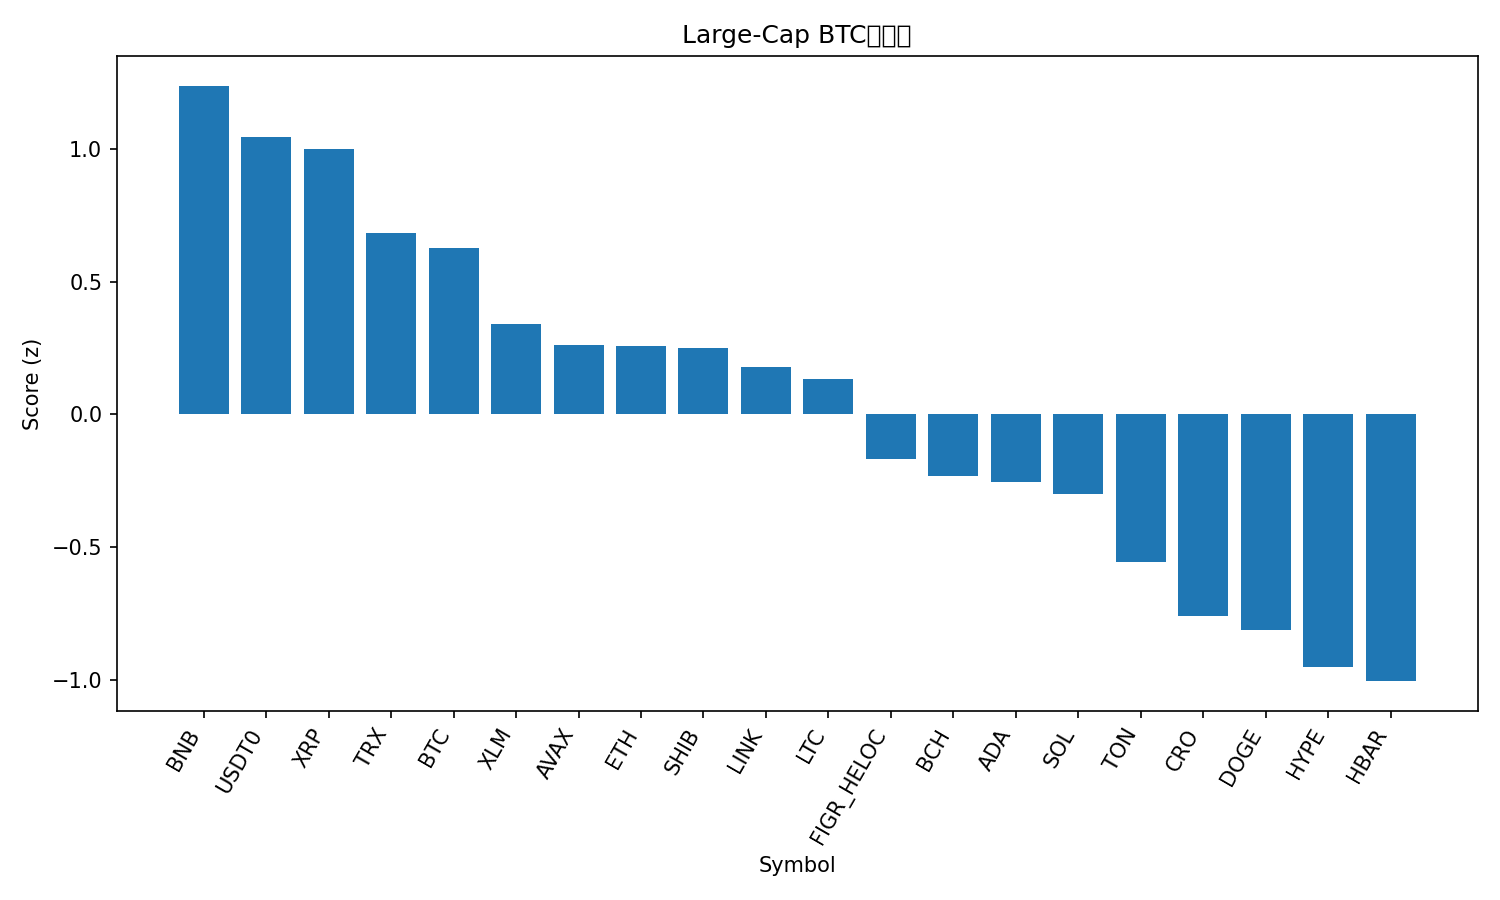 Large-Cap BTC
Score (z)
1.0
0.5
0.0
−0.5
−1.0
BNB
USDT0
XRP
TRX
BTC
XLM
AVAX
ETH
SHIB
LINK
LTC
FIGR_HELOC
BCH
ADA
SOL
TON
CRO
DOGE
HYPE
HBAR
Symbol